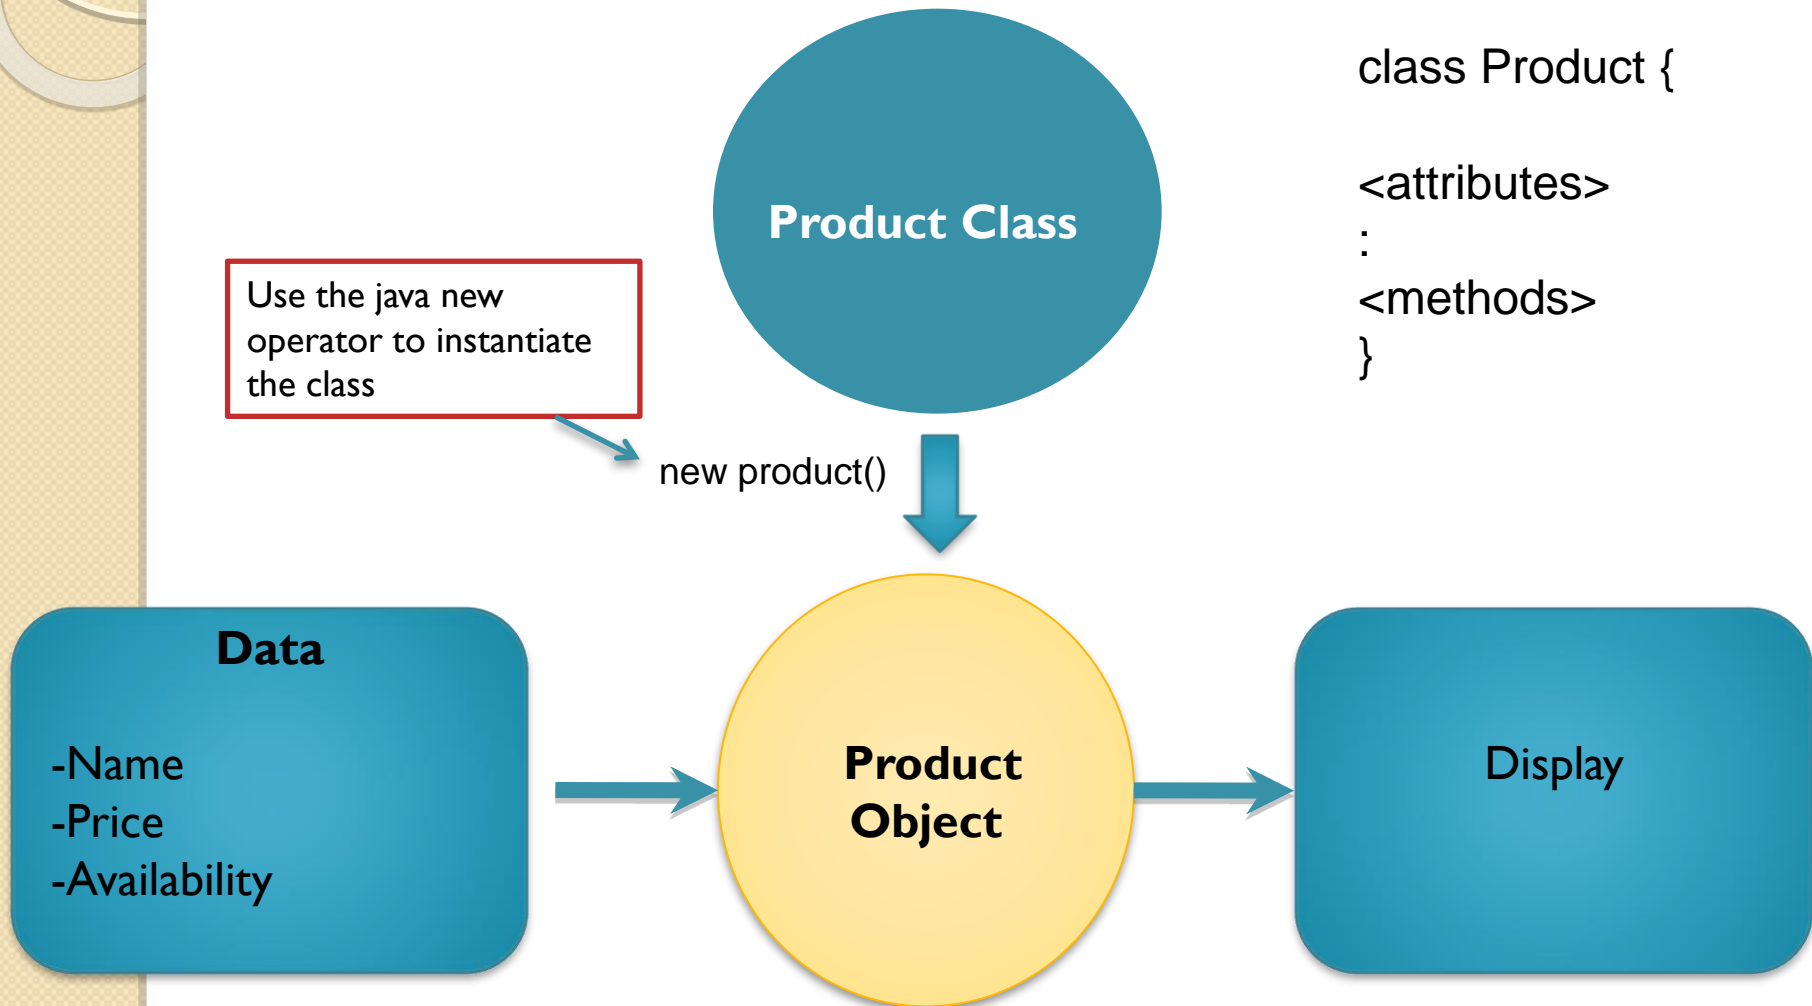 class Product {
<attributes>
:
<methods>
}
Product Class
Use the java new
operator to instantiate
the class
new product()
Data
-Name
-Price
-Availability
Product
Object
Display